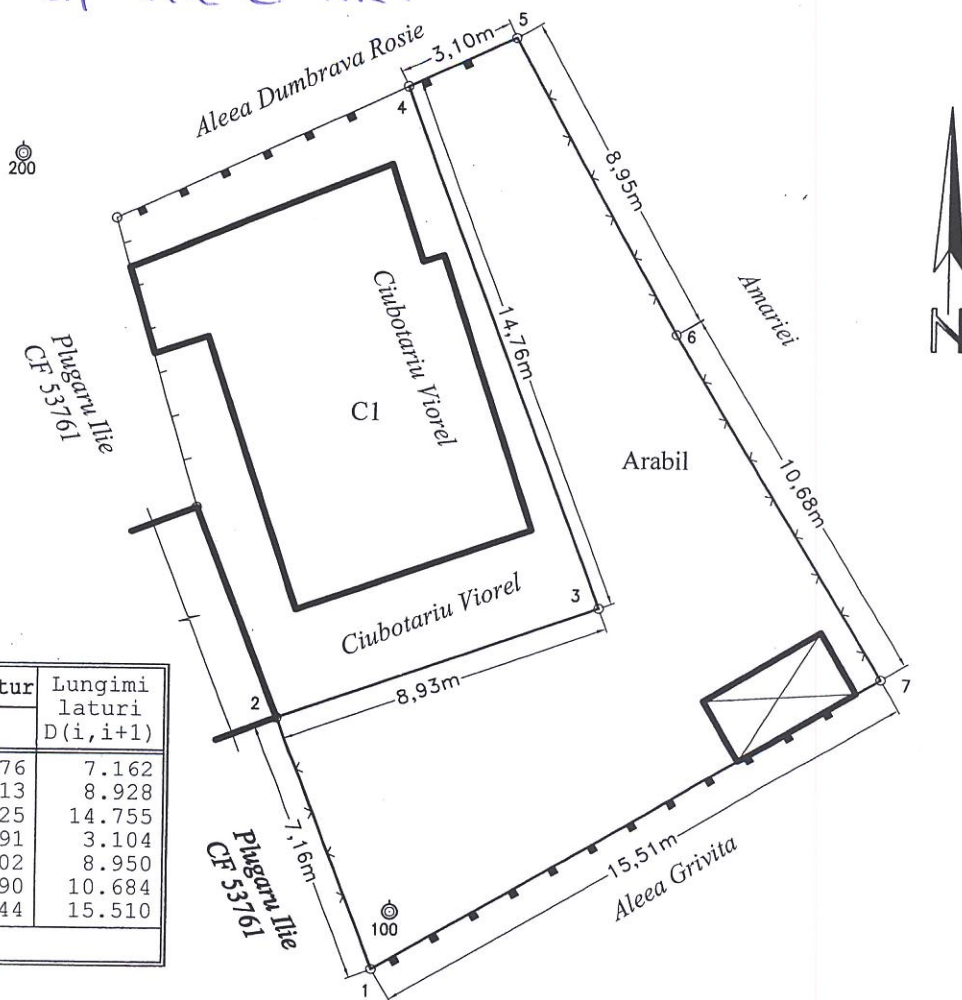 5
3,10m
Aleea Dumbrava Rosie
4
200
8,95m
Ciubotariu Viorel
14,76m
Amariei
6
N
Plugaru Ilie
CF 53761
C1
Arabil
10,68m
3
Ciubotariu Viorel
8,93m
2
7
tur Lungimi
laturi
D(i,i+1)
76 7.162
13 8.928
25 14.755
91 3.104
02 8.950
90 10.684
44 15.510
7,16m
Plugaru Ilie
CF 53761
15,51m
Aleea Grivita
100
1